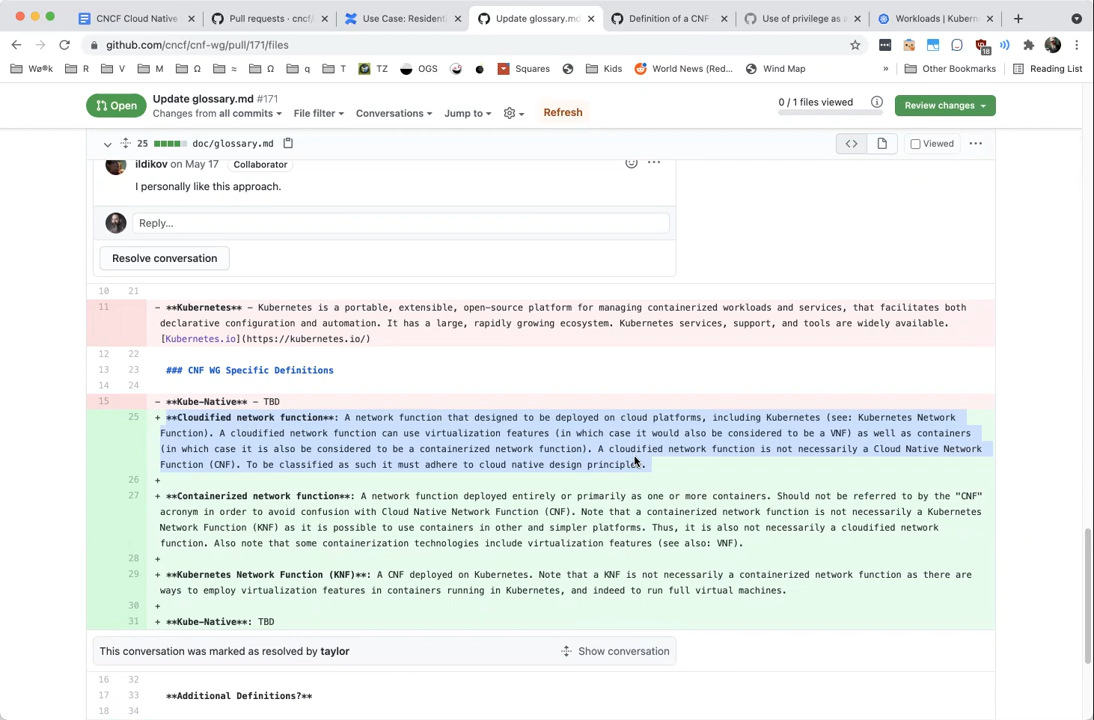 CNCF Cloud Native
Pull requests · cncf/
Use Case: Resident
Update glossary.md
Definition of a CNF
Use of privilege as
Workloads | Kubern
github.com/cncf/cnf-wg/pull/171/files
18
Wø®k
R
V
M
Ω
≈
Ω
q
T
TZ
OGS
Squares
Kids
World News (Red...
Wind Map
»
Other Bookmarks
Reading List
Open
Update glossary.md #171
Changes from all commits
File filter
Conversations
Jump to
Refresh
0 / 1 files viewed
Review changes
25 doc/glossary.md
Viewed
ildikov on May 17 Collaborator
I personally like this approach.
Reply...
Resolve conversation
10 21
11 - **Kubernetes** - Kubernetes is a portable, extensible, open-source platform for managing containerized workloads and services, that facilitates both
declarative configuration and automation. It has a large, rapidly growing ecosystem. Kubernetes services, support, and tools are widely available.
[Kubernetes.io](https://kubernetes.io/)
12 22
13 23 ### CNF WG Specific Definitions
14 24
15 - **Kube-Native** - TBD
25 + **Cloudified network function**: A network function that designed to be deployed on cloud platforms, including Kubernetes (see: Kubernetes Network
Function). A cloudified network function can use virtualization features (in which case it would also be considered to be a VNF) as well as containers
(in which case it is also be considered to be a containerized network function). A cloudified network function is not necessarily a Cloud Native Network
Function (CNF). To be classified as such it must adhere to cloud native design principles.
26 +
27 + **Containerized network function**: A network function deployed entirely or primarily as one or more containers. Should not be referred to by the "CNF"
acronym in order to avoid confusion with Cloud Native Network Function (CNF). Note that a containerized network function is not necessarily a Kubernetes
Network Function (KNF) as it is possible to use containers in other and simpler platforms. Thus, it is also not necessarily a cloudified network
function. Also note that some containerization technologies include virtualization features (see also: VNF).
28 +
29 + **Kubernetes Network Function (KNF)**: A CNF deployed on Kubernetes. Note that a KNF is not necessarily a containerized network function as there are
ways to employ virtualization features in containers running in Kubernetes, and indeed to run full virtual machines.
30 +
31 + **Kube-Native**: TBD
This conversation was marked as resolved by taylor
Show conversation
16 32
17 33 **Additional Definitions?**
18 34